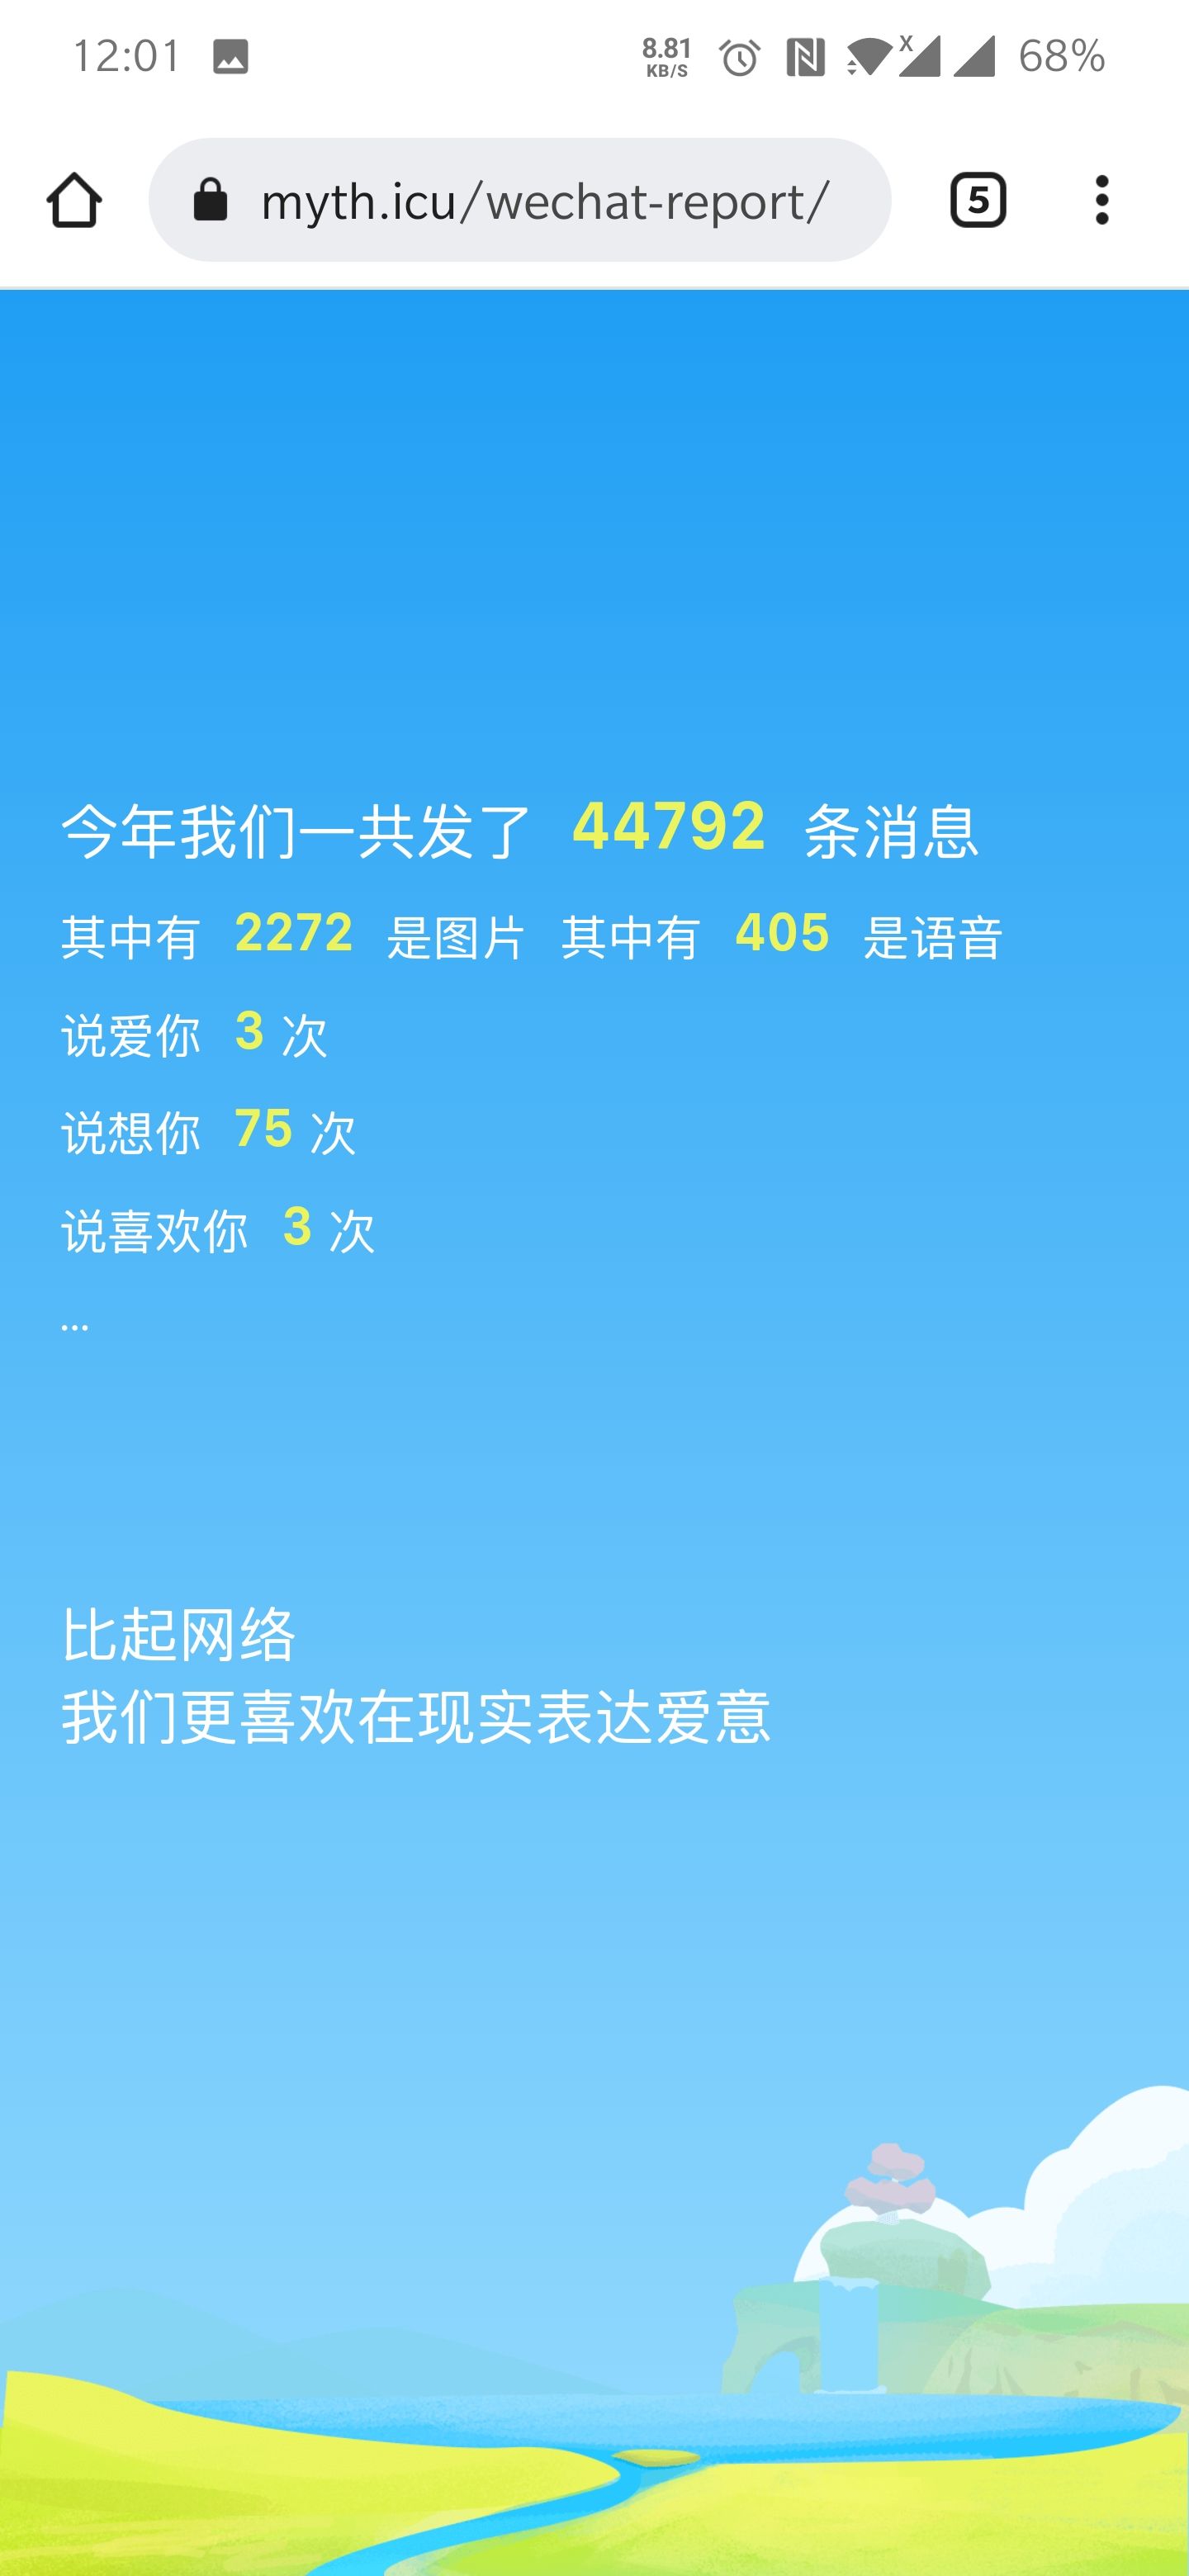 12:01
8.81
KB/S
68%
myth.icu/wechat-report/
5
今年我们一共发了 44792 条消息
其中有 2272 是图片 其中有 405 是语音
说爱你 3 次
说想你 75 次
说喜欢你 3 次
...
比起网络
我们更喜欢在现实表达爱意